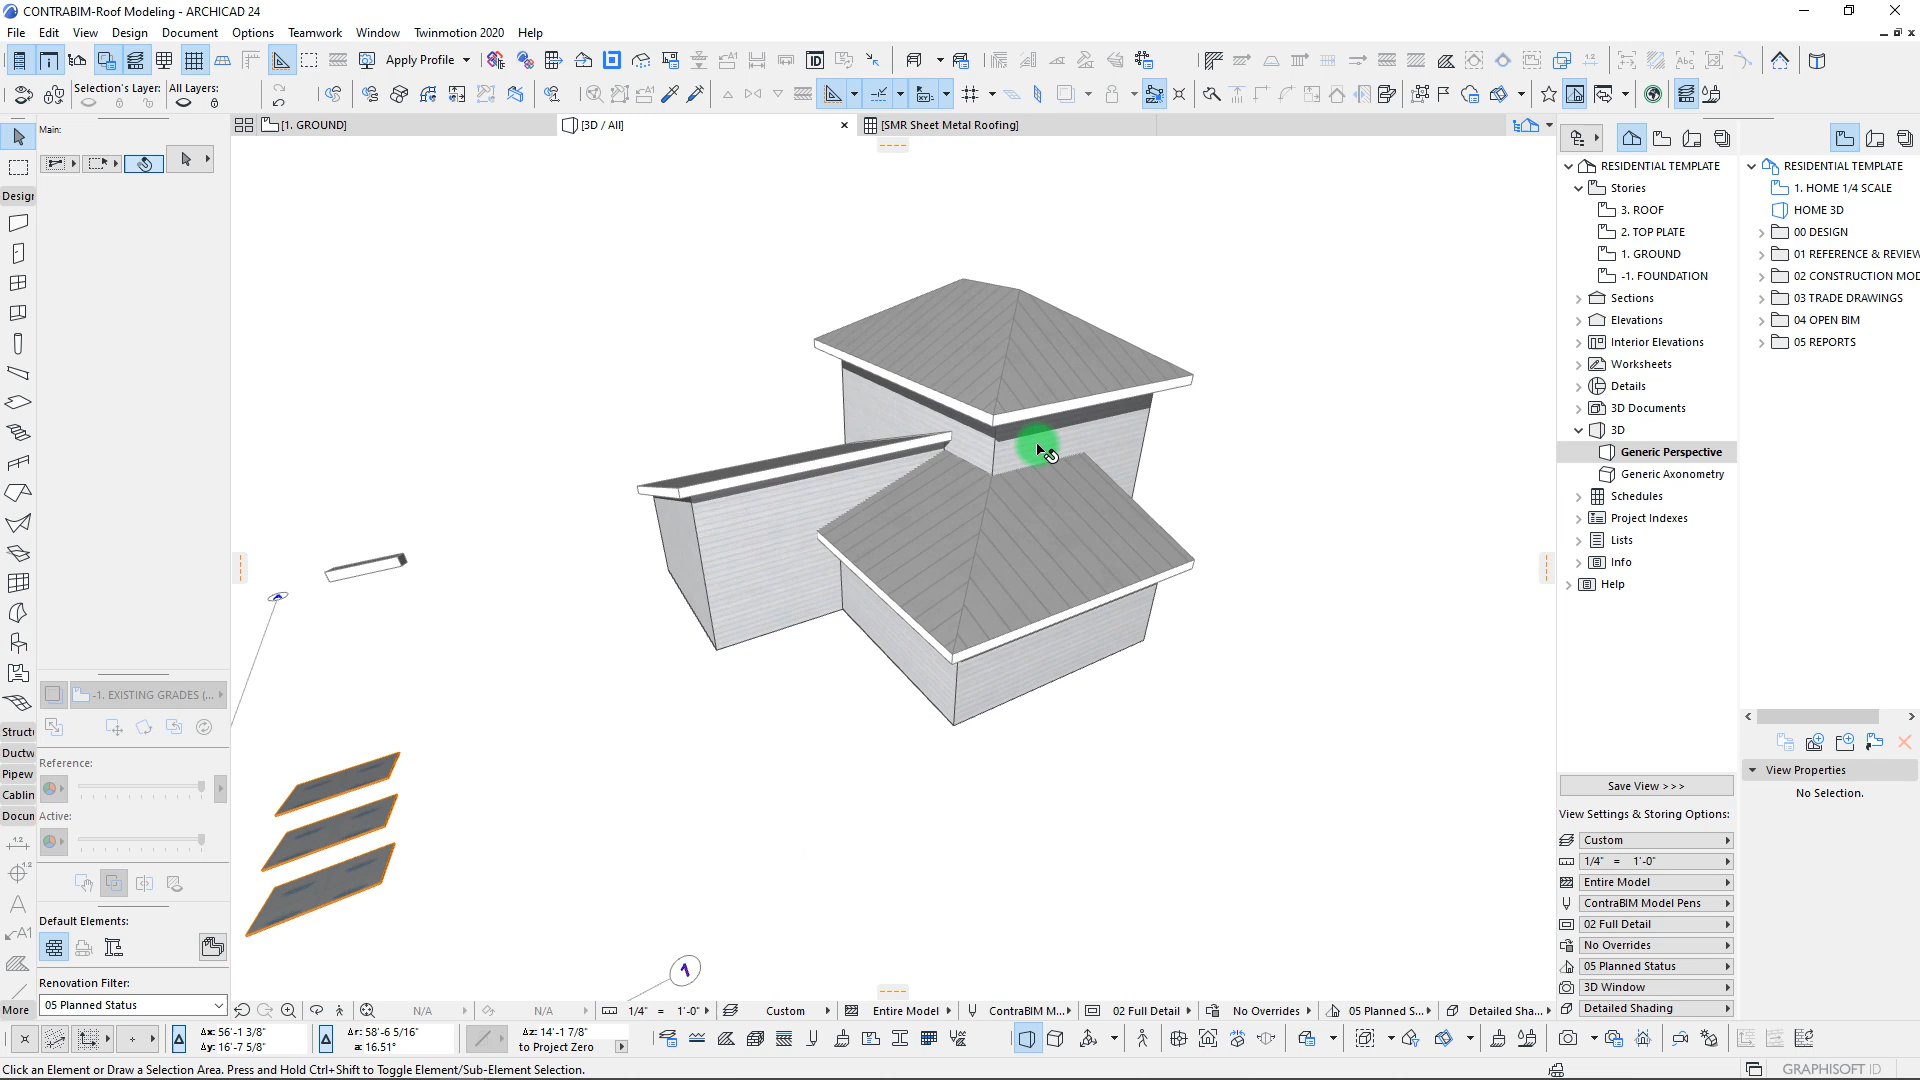 CONTRABIM-Roof Modeling - ARCHICAD 24
File Edit View Design Document Options Teamwork Window Twinmotion 2020 Help
Apply Profile
Selection's Layer: All Layers:
Main:
[1. GROUND] [3D / All] [SMR Sheet Metal Roofing]
Design
RESIDENTIAL TEMPLATE
Stories
3. ROOF
2. TOP PLATE
1. GROUND
-1. FOUNDATION
Sections
Elevations
Interior Elevations
Worksheets
Details
3D Documents
3D
Generic Perspective
Generic Axonometry
Schedules
Project Indexes
Lists
Info
Help
RESIDENTIAL TEMPLATE
1. HOME 1/4 SCALE
HOME 3D
00 DESIGN
01 REFERENCE & REVIEW
02 CONSTRUCTION MOD
03 TRADE DRAWINGS
04 OPEN BIM
05 REPORTS
-1. EXISTING GRADES (...
Struct
Ductw
Pipew
Cablin
Docum
More
Reference:
Active:
Default Elements:
Renovation Filter:
05 Planned Status
View Properties
No Selection.
Save View >>>
View Settings & Storing Options:
Custom
1/4" = 1'-0"
Entire Model
ContraBIM Model Pens
02 Full Detail
No Overrides
05 Planned Status
3D Window
Detailed Shading
N/A N/A 1/4" = 1'-0" Custom Entire Model ContraBIM M... 02 Full Detail No Overrides 05 Planned S... Detailed Sha...
Δx: 56'-1 3/8" Δr: 58'-6 5/16" Δz: 14'-1 7/8"
Δy: 16'-7 5/8" a: 16.51° to Project Zero
Click an Element or Draw a Selection Area. Press and Hold Ctrl+Shift to Toggle Element/Sub-Element Selection.
GRAPHISOFT ID